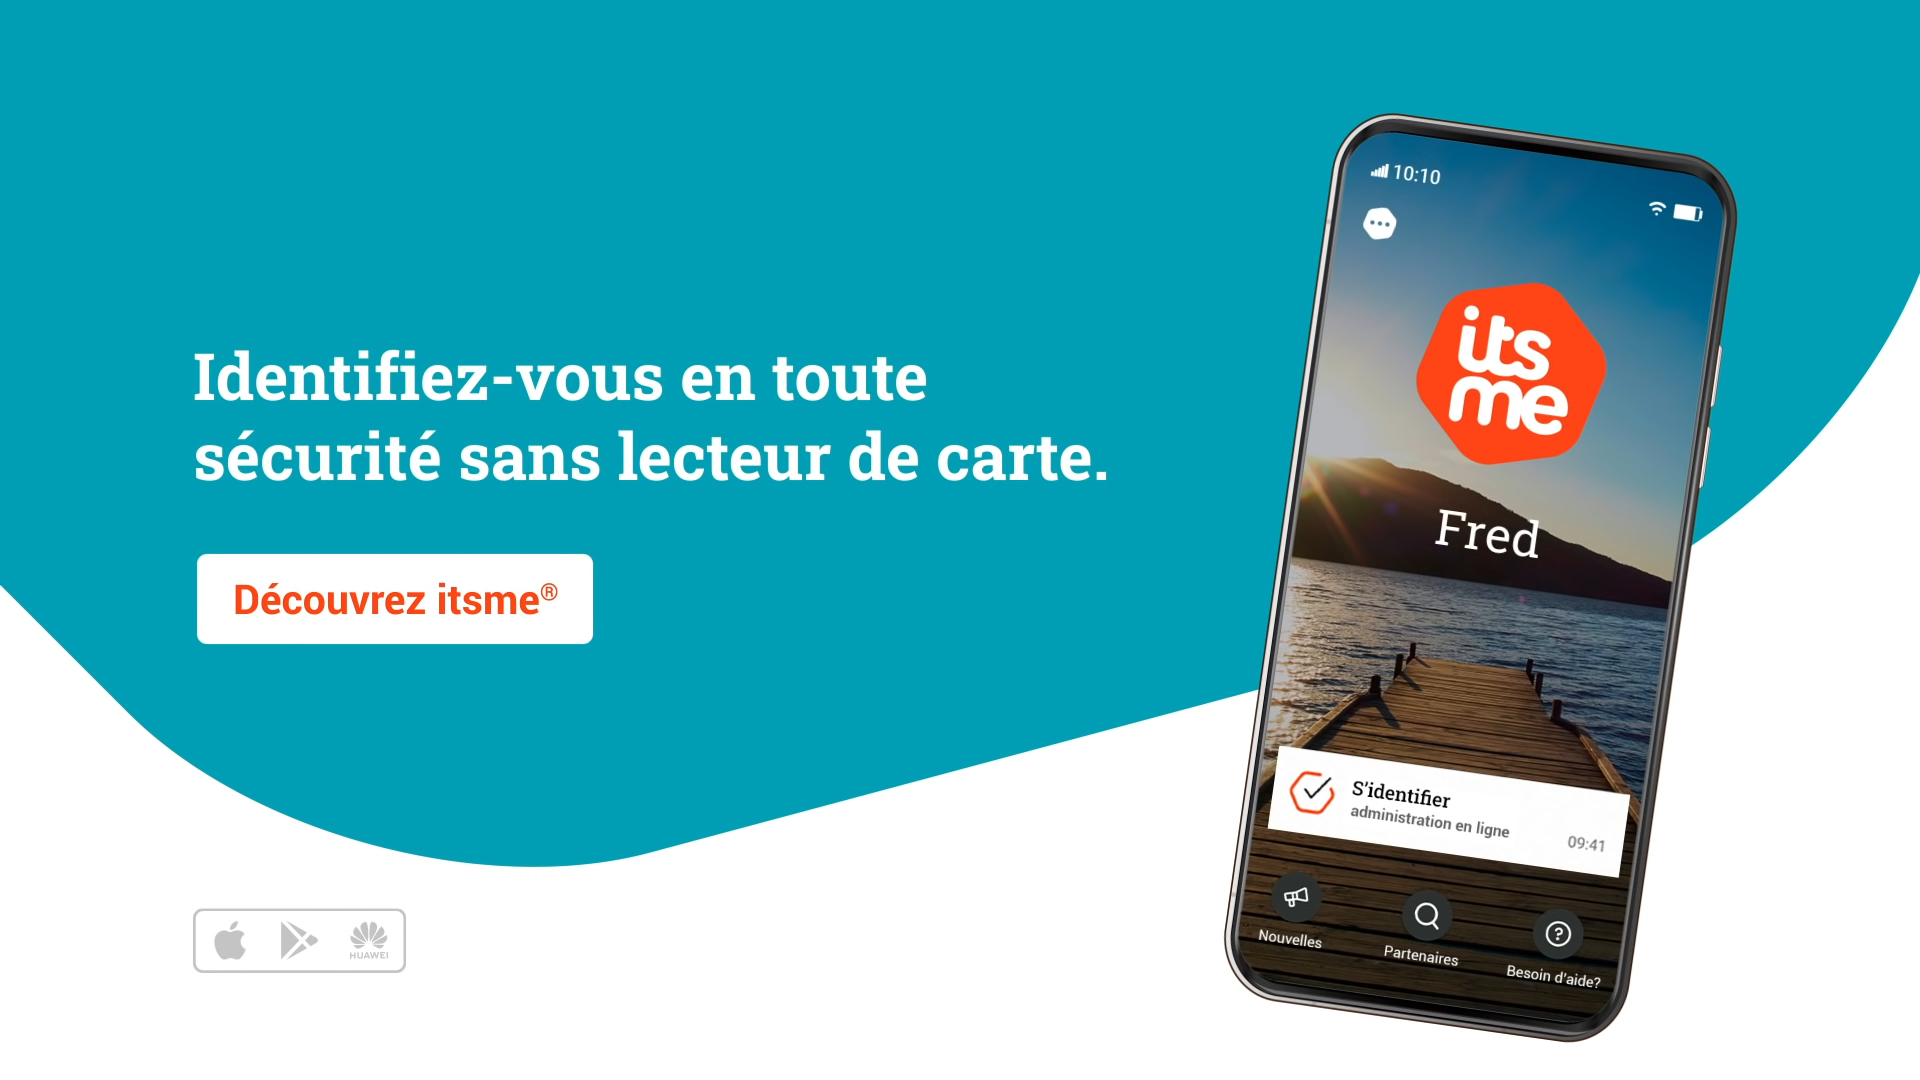 Identifiez-vous en toute
sécurité sans lecteur de carte.
Découvrez itsme®
HUAWEI
10:10
its
me
Fred
S'identifier
administration en ligne
09:41
Nouvelles
Partenaires
Besoin d'aide?